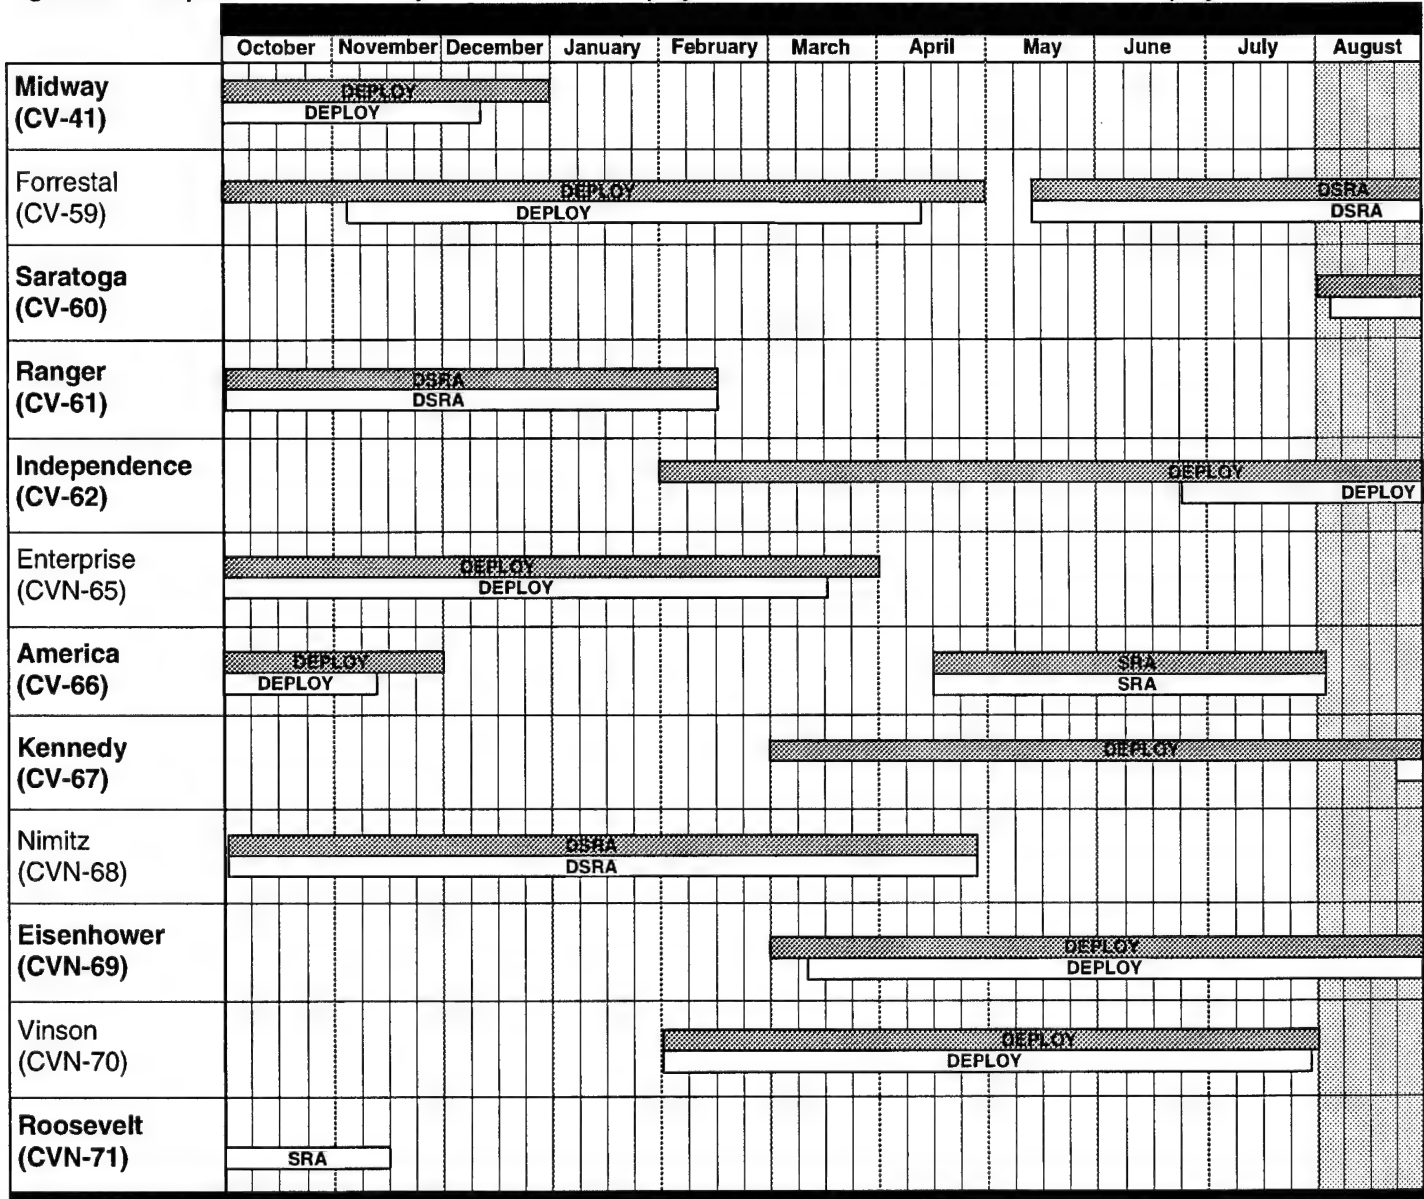 October November December January February March April May June July August
Midway
(CV-41)
DEPLOY
DEPLOY
Forrestal
(CV-59)
DEPLOY
DEPLOY
DSRA
DSRA
Saratoga
(CV-60)
Ranger
(CV-61)
DSRA
DSRA
Independence
(CV-62)
DEPLOY
DEPLOY
Enterprise
(CVN-65)
DEPLOY
DEPLOY
America
(CV-66)
DEPLOY
DEPLOY
SRA
SRA
Kennedy
(CV-67)
DEPLOY
Nimitz
(CVN-68)
DSRA
DSRA
Eisenhower
(CVN-69)
DEPLOY
DEPLOY
Vinson
(CVN-70)
DEPLOY
DEPLOY
Roosevelt
(CVN-71)
SRA